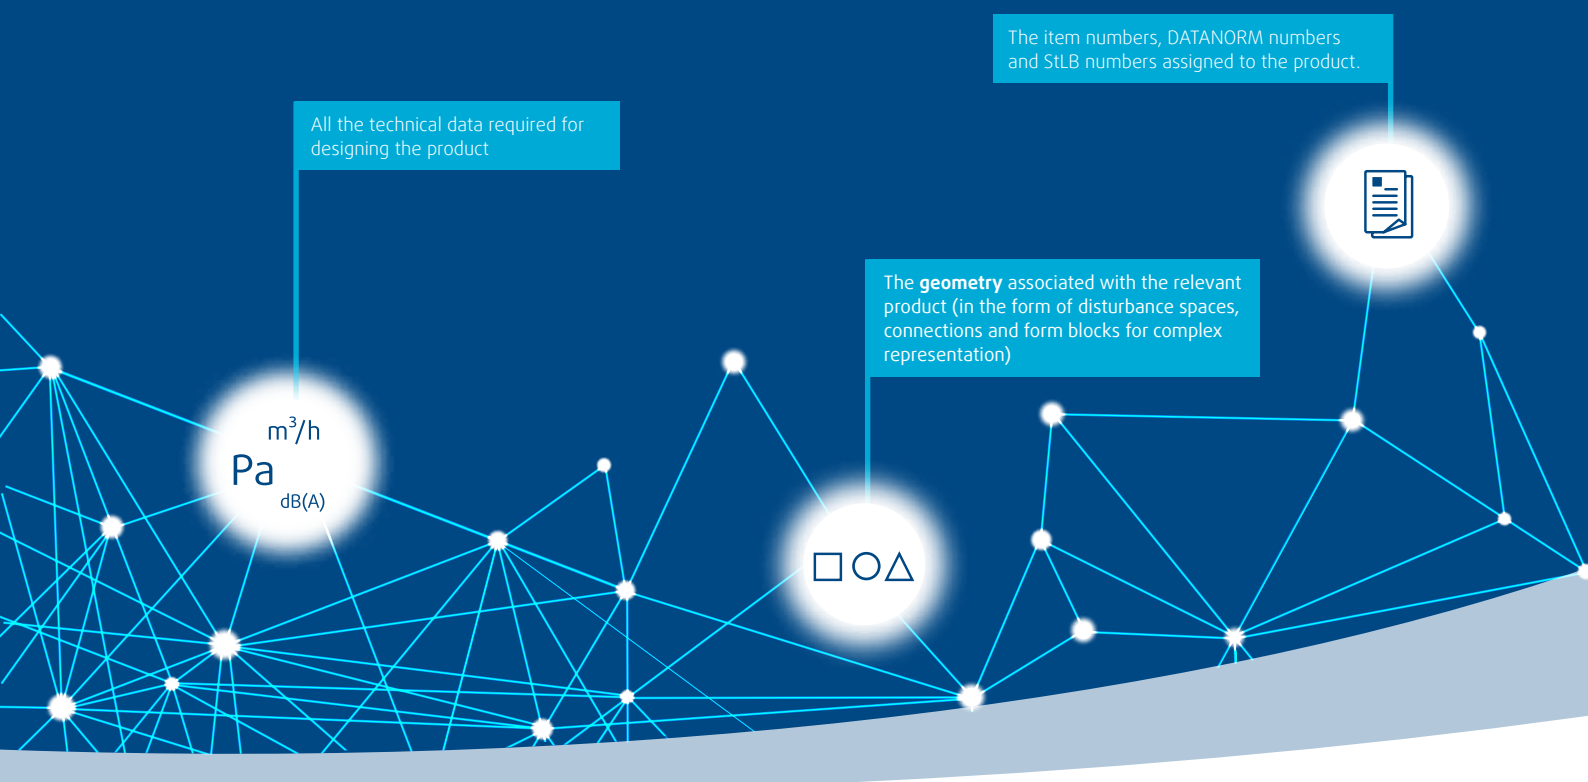 The item numbers, DATANORM numbers
and StLB numbers assigned to the product.
All the technical data required for
designing the product
The geometry associated with the relevant
product (in the form of disturbance spaces,
connections and form blocks for complex
representation)
m³/h
Pa
dB(A)